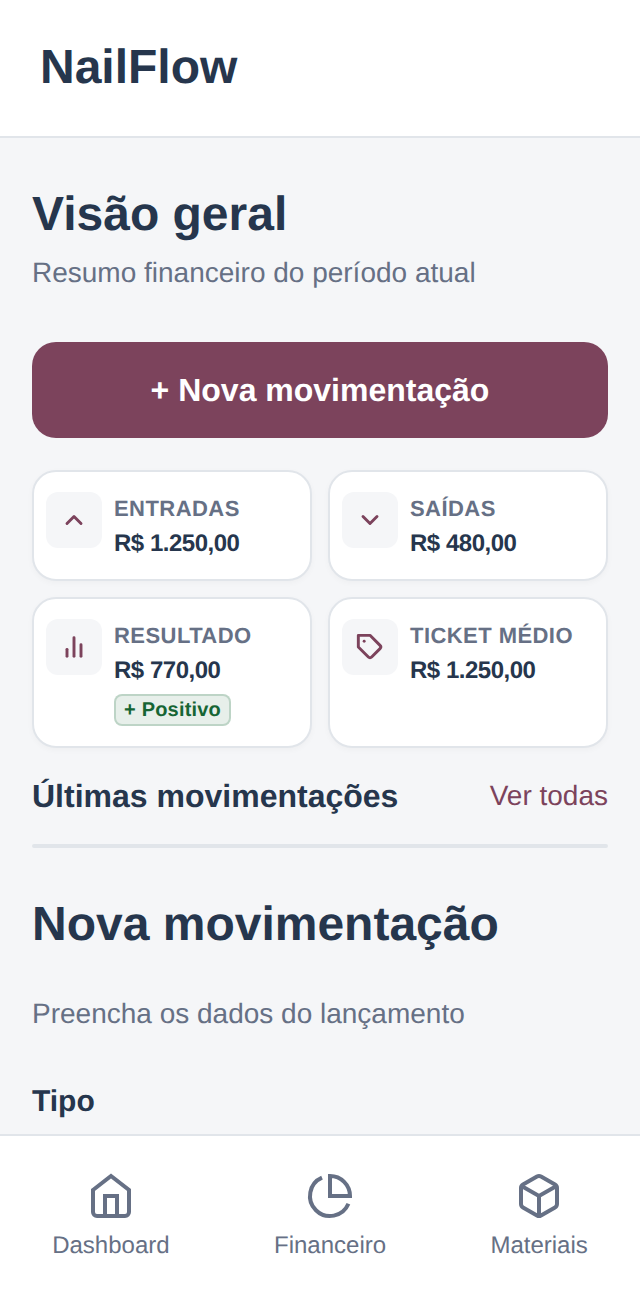 NailFlow
Visão geral
Resumo financeiro do período atual
+ Nova movimentação
ENTRADAS
R$ 1.250,00
SAÍDAS
R$ 480,00
RESULTADO
R$ 770,00
+ Positivo
TICKET MÉDIO
R$ 1.250,00
Últimas movimentações
Ver todas
Nova movimentação
Preencha os dados do lançamento
Tipo
Dashboard
Financeiro
Materiais